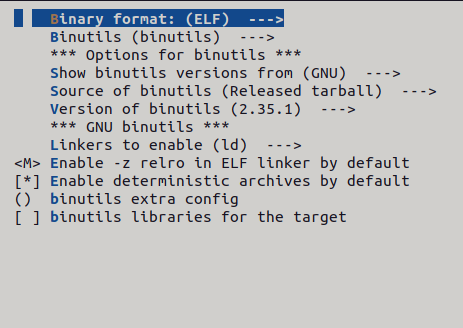 Binary format: (ELF)  --->
Binutils (binutils)  --->
*** Options for binutils ***
Show binutils versions from (GNU)  --->
Source of binutils (Released tarball)  --->
Version of binutils (2.35.1)  --->
*** GNU binutils ***
Linkers to enable (ld)  --->
<M> Enable -z relro in ELF linker by default
[*] Enable deterministic archives by default
()  binutils extra config
[ ] binutils libraries for the target